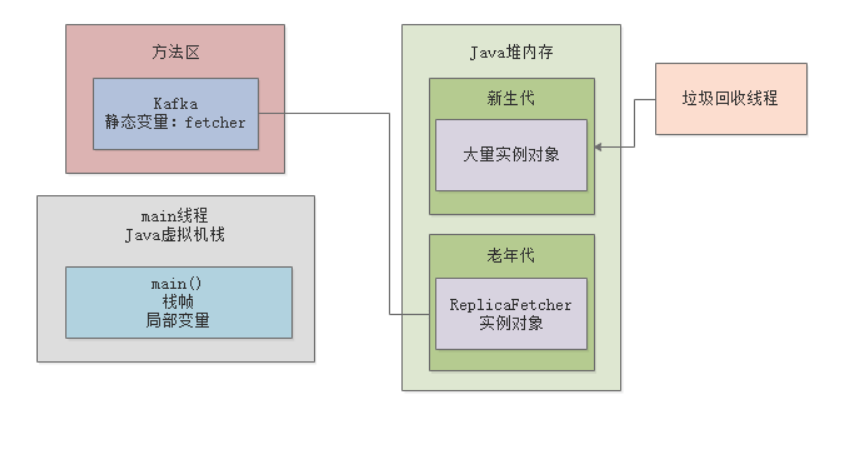 方法区
Kafka
静态变量：fetcher
main线程
Java虚拟机栈
main()
栈帧
局部变量
Java堆内存
新生代
大量实例对象
老年代
ReplicaFetcher
实例对象
垃圾回收线程